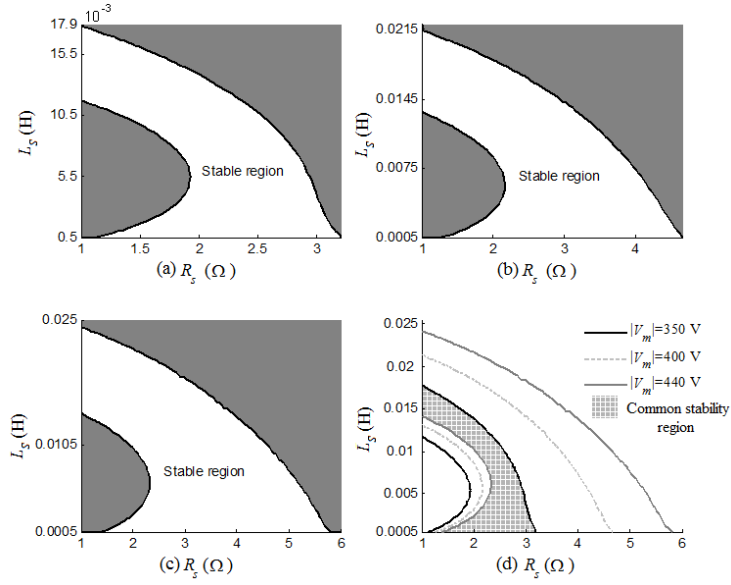 17.9 ×10⁻³
15.5
10.5
5.5
0.5
L_s (H)
Stable region
1 1.5 2 2.5 3
(a) R_s (Ω)
0.0215
0.0145
0.0075
0.0005
L_s (H)
Stable region
1 2 3 4
(b) R_s (Ω)
0.025
0.0105
0.0005
L_s (H)
Stable region
1 2 3 4 5 6
(c) R_s (Ω)
0.025
0.02
0.015
0.01
0.005
0.0005
L_s (H)
|V_m|=350 V
|V_m|=400 V
|V_m|=440 V
Common stability
region
1 2 3 4 5 6
(d) R_s (Ω)